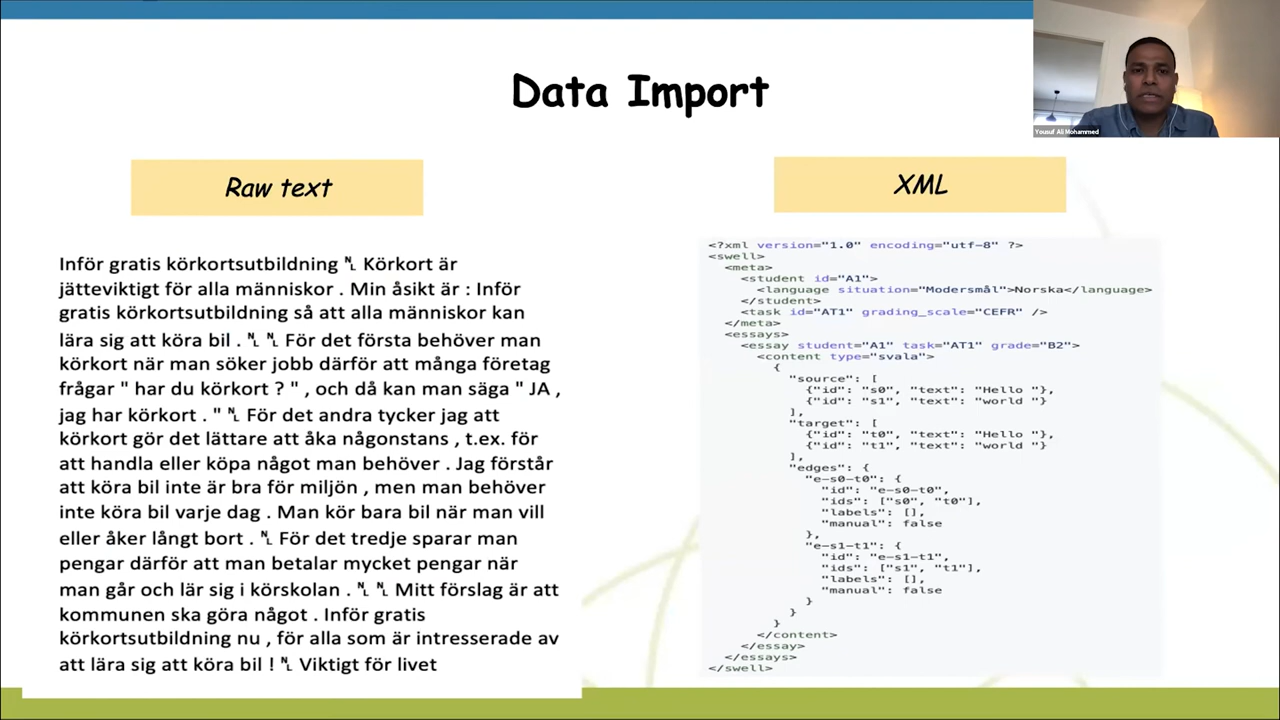 Data Import
Yousuf Ali Mohammed
Raw text
Inför gratis körkortsutbildning ␤ Körkort är
jätteviktigt för alla människor . Min åsikt är : Inför
gratis körkortsutbildning så att alla människor kan
lära sig att köra bil . ␤ ␤ För det första behöver man
körkort när man söker jobb därför att många företag
frågar " har du körkort ? " , och då kan man säga " JA ,
jag har körkort . " ␤ För det andra tycker jag att
körkort gör det lättare att åka någonstans , t.ex. för
att handla eller köpa något man behöver . Jag förstår
att köra bil inte är bra för miljön , men man behöver
inte köra bil varje dag . Man kör bara bil när man vill
eller åker långt bort . ␤ För det tredje sparar man
pengar därför att man betalar mycket pengar när
man går och lär sig i körskolan . ␤ ␤ Mitt förslag är att
kommunen ska göra något . Inför gratis
körkortsutbildning nu , för alla som är intresserade av
att lära sig att köra bil ! ␤ Viktigt för livet
XML
<?xml version="1.0" encoding="utf-8" ?>
<swell>
<meta>
<student id="A1">
<language situation="Modersmål">Norska</language>
</student>
<task id="AT1" grading_scale="CEFR" />
</meta>
<essays>
<essay student="A1" task="AT1" grade="B2">
<content type="svala">
{
"source": [
{"id": "s0", "text": "Hello "},
{"id": "s1", "text": "world "}
],
"target": [
{"id": "t0", "text": "Hello "},
{"id": "t1", "text": "world "}
],
"edges": {
"e-s0-t0": {
"id": "e-s0-t0",
"ids": ["s0", "t0"],
"labels": [],
"manual": false
},
"e-s1-t1": {
"id": "e-s1-t1",
"ids": ["s1", "t1"],
"labels": [],
"manual": false
}
}
}
</content>
</essay>
</essays>
</swell>